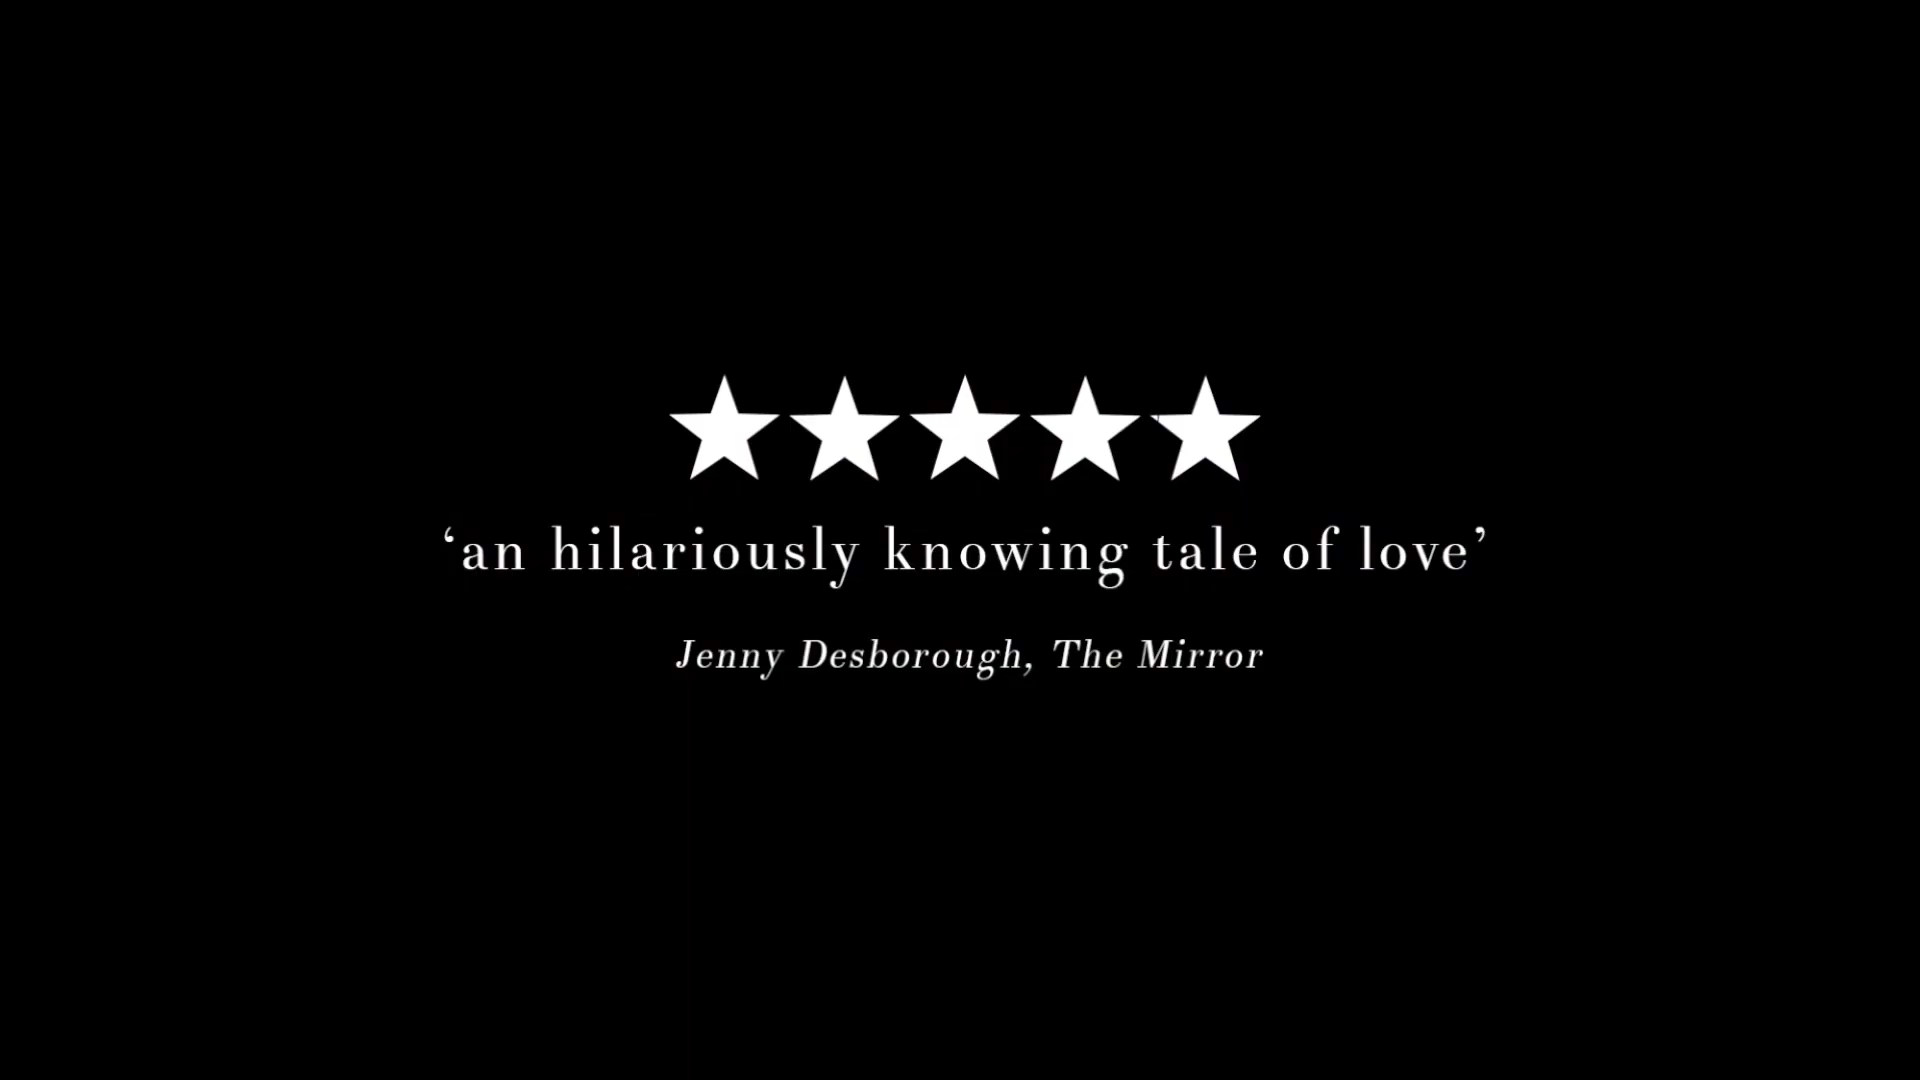 ‘an hilariously knowing tale of love’
Jenny Desborough, The Mirror